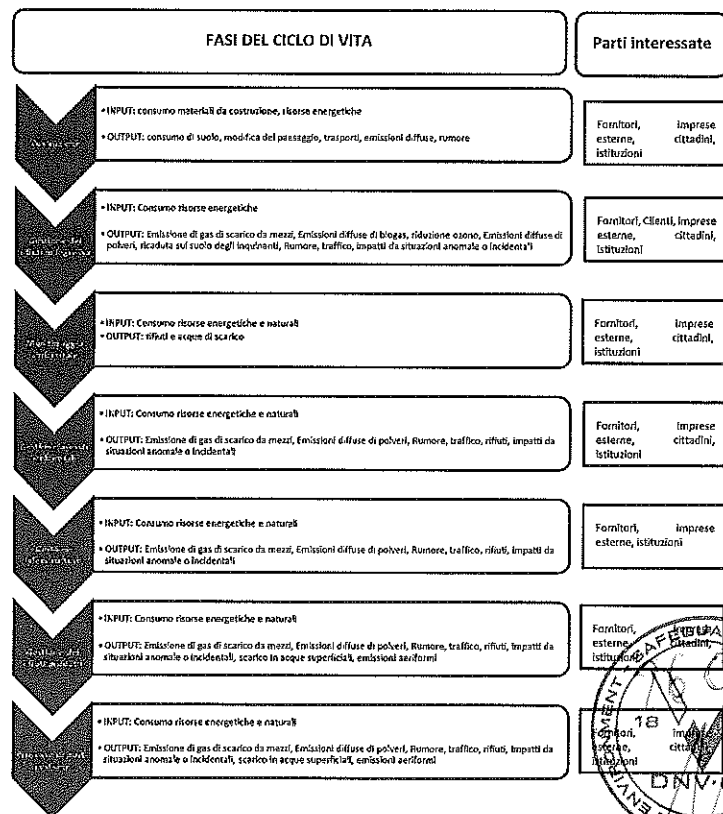 FASI DEL CICLO DI VITA
Parti interessate
• INPUT: consumo materiali da costruzione, risorse energetiche
• OUTPUT: consumo di suolo, modifica del paesaggio, trasporti, emissioni diffuse, rumore
Fornitori, imprese
esterne, cittadini,
istituzioni
• INPUT: Consumo risorse energetiche
• OUTPUT: Emissione di gas di scarico da mezzi, Emissioni diffuse di biogas, riduzione ozono, Emissioni diffuse di
polveri, ricaduta sul suolo degli inquinanti, Rumore, traffico, impatti da situazioni anomale o incidentali
Fornitori, Clienti, imprese
esterne, cittadini,
istituzioni
• INPUT: Consumo risorse energetiche e naturali
• OUTPUT: rifiuti e acque di scarico
Fornitori, imprese
esterne, cittadini,
istituzioni
• INPUT: Consumo risorse energetiche e naturali
• OUTPUT: Emissione di gas di scarico da mezzi, Emissioni diffuse di polveri, Rumore, traffico, rifiuti, impatti da
situazioni anomale o incidentali
Fornitori, imprese
esterne, cittadini,
istituzioni
• INPUT: Consumo risorse energetiche e naturali
• OUTPUT: Emissione di gas di scarico da mezzi, Emissioni diffuse di polveri, Rumore, traffico, rifiuti, impatti da
situazioni anomale o incidentali
Fornitori, imprese
esterne, istituzioni
• INPUT: Consumo risorse energetiche e naturali
• OUTPUT: Emissione di gas di scarico da mezzi, Emissioni diffuse di polveri, Rumore, traffico, rifiuti, impatti da
situazioni anomale o incidentali, scarico in acque superficiali, emissioni aeriformi
Fornitori, imprese
esterne, cittadini,
istituzioni
• INPUT: Consumo risorse energetiche e naturali
• OUTPUT: Emissione di gas di scarico da mezzi, Emissioni diffuse di polveri, Rumore, traffico, rifiuti, impatti da
situazioni anomale o incidentali, scarico in acque superficiali, emissioni aeriformi
Fornitori, imprese
esterne, cittadini,
istituzioni
18
DNV